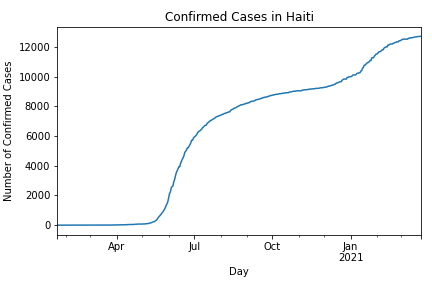 Confirmed Cases in Haiti
Number of Confirmed Cases
12000
10000
8000
6000
4000
2000
0
Apr
Jul
Oct
Jan
2021
Day